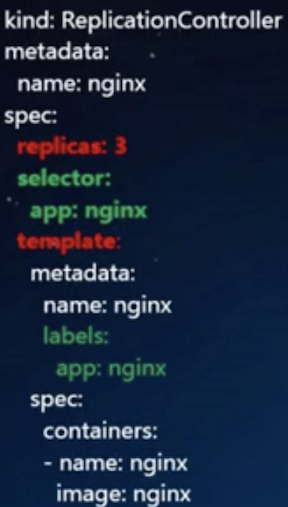 kind: ReplicationController
metadata:
  name: nginx
spec:
  replicas: 3
  selector:
    app: nginx
  template:
    metadata:
      name: nginx
      labels:
        app: nginx
    spec:
      containers:
      - name: nginx
        image: nginx